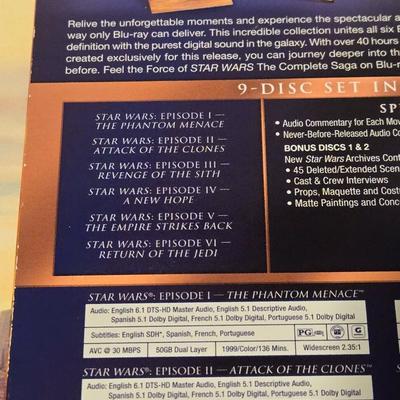 Relive the unforgettable moments and experience the spectacular a
way only Blu-ray can deliver. This incredible collection unites all six E
definition with the purest digital sound in the galaxy. With over 40 hours
created exclusively for this release, you can journey deeper into th
before. Feel the Force of STAR WARS The Complete Saga on Blu-r
9-DISC SET IN
STAR WARS: EPISODE I —
THE PHANTOM MENACE
STAR WARS: EPISODE II —
ATTACK OF THE CLONES
STAR WARS: EPISODE III —
REVENGE OF THE SITH
STAR WARS: EPISODE IV —
A NEW HOPE
STAR WARS: EPISODE V —
THE EMPIRE STRIKES BACK
STAR WARS: EPISODE VI —
RETURN OF THE JEDI
SP
• Audio Commentary for Each Mov
• Never-Before-Released Audio Co
BONUS DISCS 1 & 2
New Star Wars Archives Cont
• 45 Deleted/Extended Scen
• Cast & Crew Interviews
• Props, Maquette and Costu
• Matte Paintings and Conce
STAR WARS®: EPISODE I — THE PHANTOM MENACE™
Audio: English 6.1 DTS-HD Master Audio, English 5.1 Descriptive Audio,
Spanish 5.1 Dolby Digital, French 5.1 Dolby Digital, Portuguese 5.1 Dolby Digital
Subtitles: English SDH*, Spanish, French, Portuguese
PG G
AVC @ 30 MBPS 50GB Dual Layer 1999/Color/136 Mins. Widescreen 2.35:1
STAR WARS®: EPISODE II — ATTACK OF THE CLONES™
Audio: English 6.1 DTS-HD Master Audio, English 5.1 Descriptive Audio,
Spanish 5.1 Dolby Digital, French 5.1 Dolby Digital, Portuguese 5.1 Dolby Digital